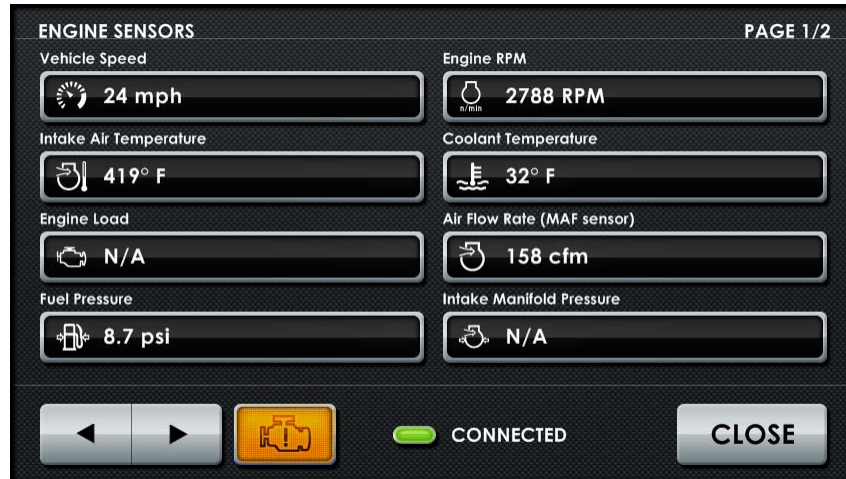 ENGINE SENSORS PAGE 1/2
Vehicle Speed Engine RPM
24 mph n/min 2788 RPM
Intake Air Temperature Coolant Temperature
419° F 32° F
Engine Load Air Flow Rate (MAF sensor)
N/A 158 cfm
Fuel Pressure Intake Manifold Pressure
8.7 psi N/A
CONNECTED CLOSE